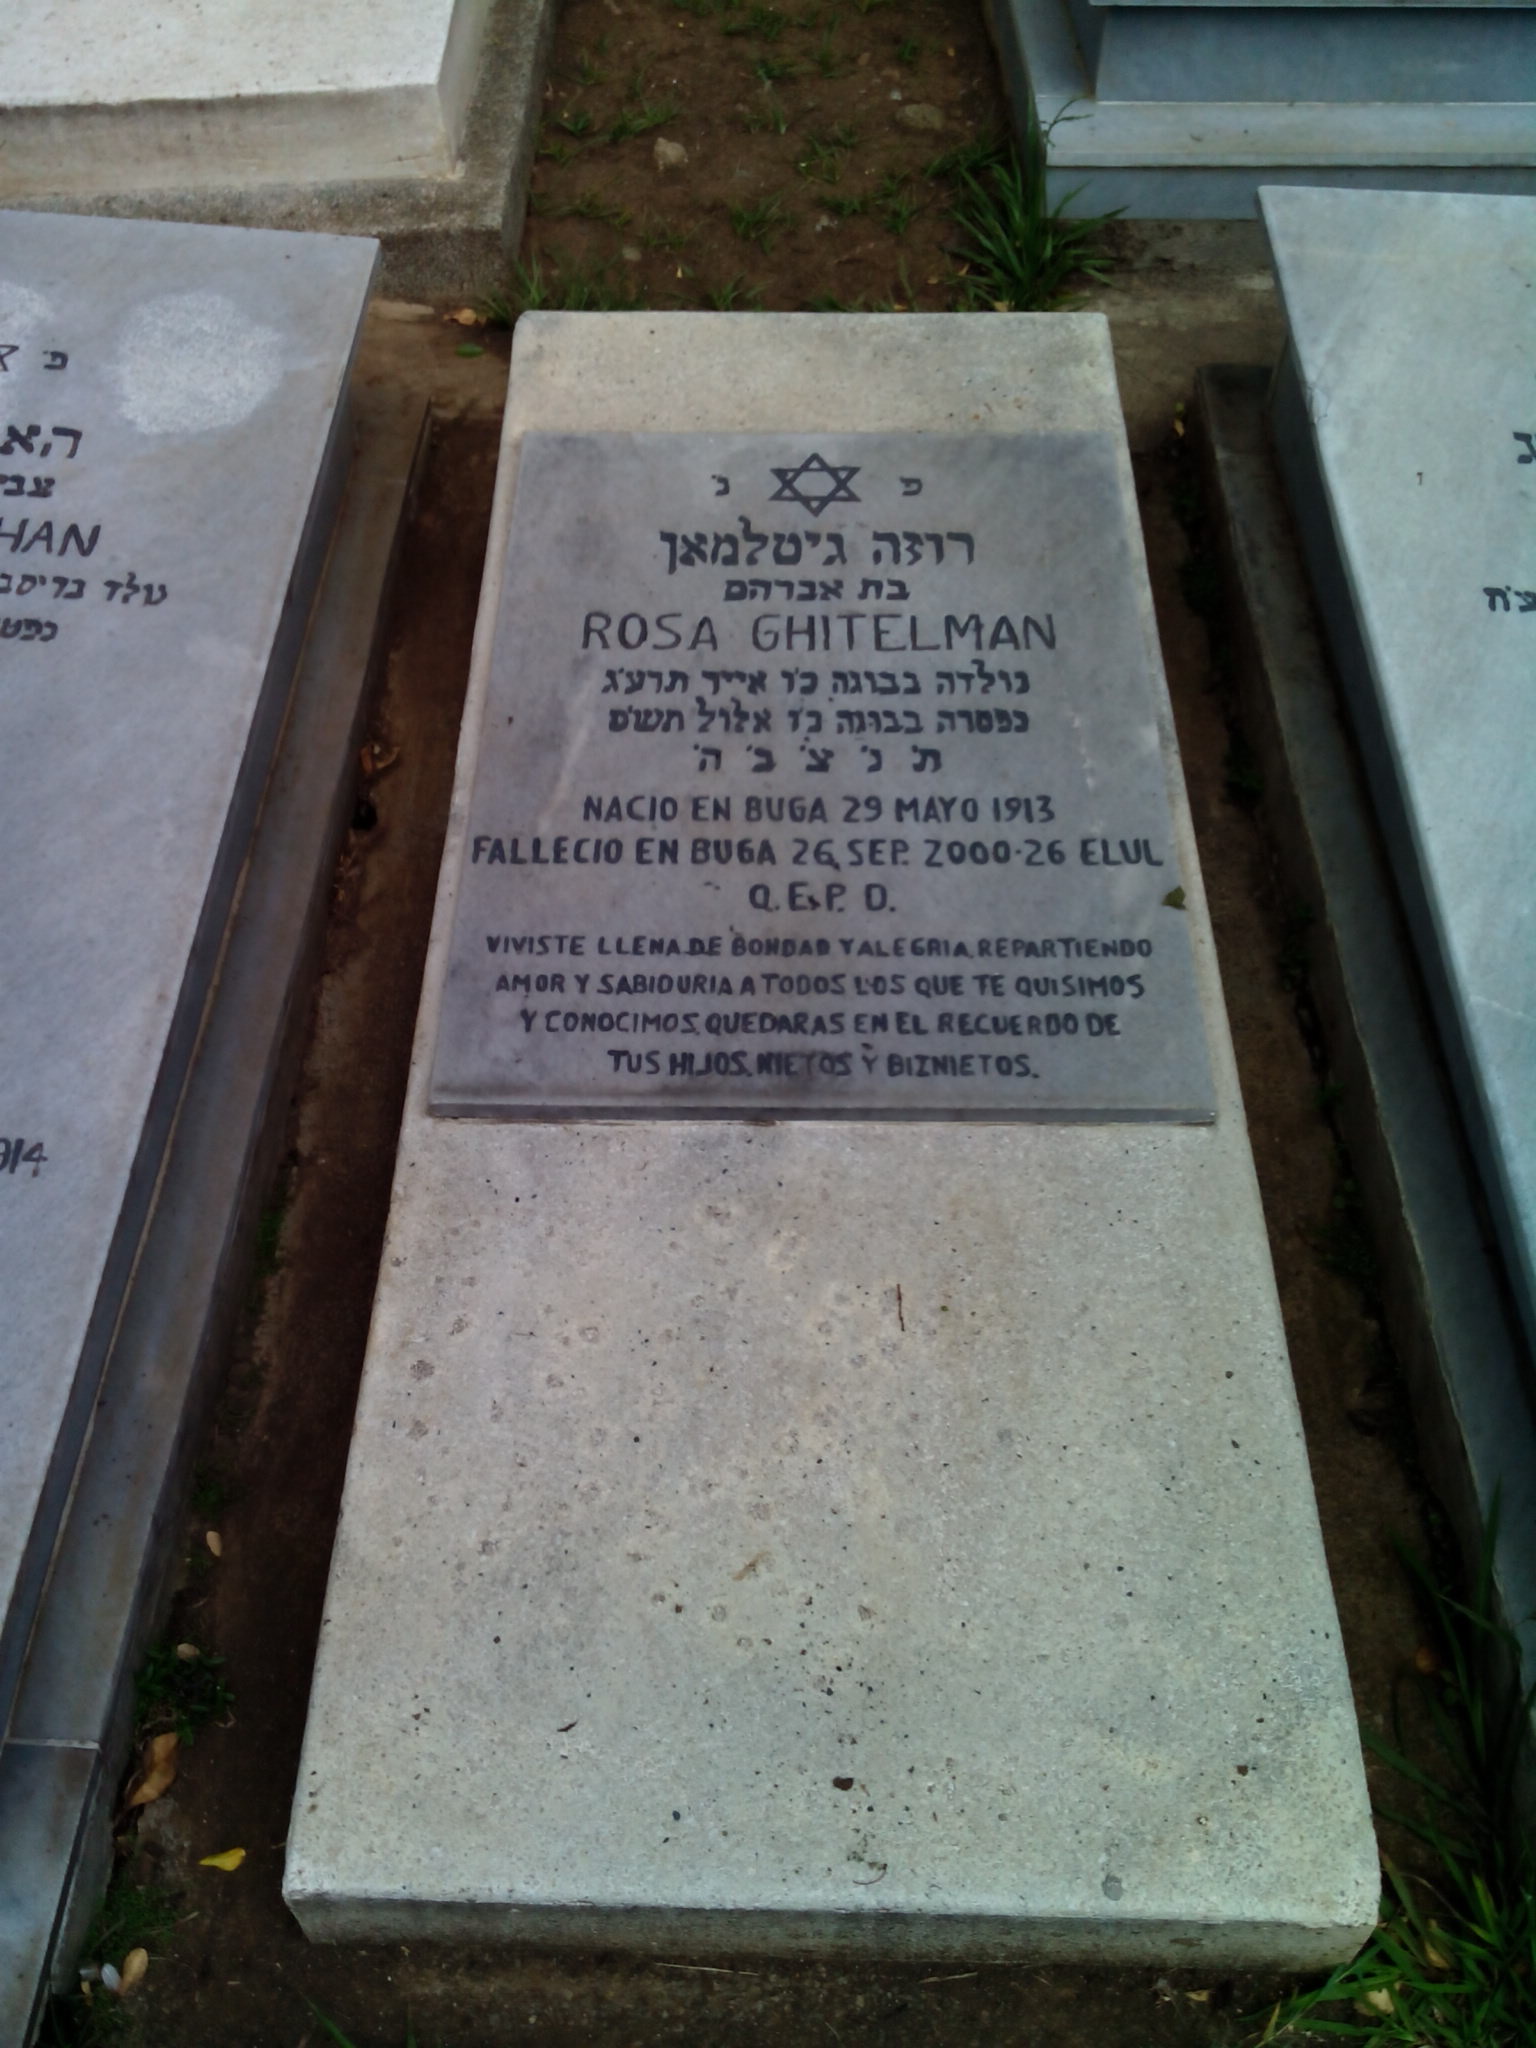 פ נ
רוזה גיטלמאן
בת אברהם
ROSA GHITELMAN
נולדה בבוגה כ'ו אייר תרע'ג
נפטרה בבוגה כ'ו אלול תש'ס
ת' נ' צ' ב' ה'
NACIO EN BUGA 29 MAYO 1913
FALLECIO EN BUGA 26, SEP. 2000·26 ELUL
Q. E. P. D.
VIVISTE LLENA DE BONDAD Y ALEGRIA, REPARTIENDO
AMOR Y SABIDURIA A TODOS LOS QUE TE QUISIMOS
Y CONOCIMOS, QUEDARAS EN EL RECUERDO DE
TUS HIJOS, NIETOS Y BIZNIETOS.
HAN
914